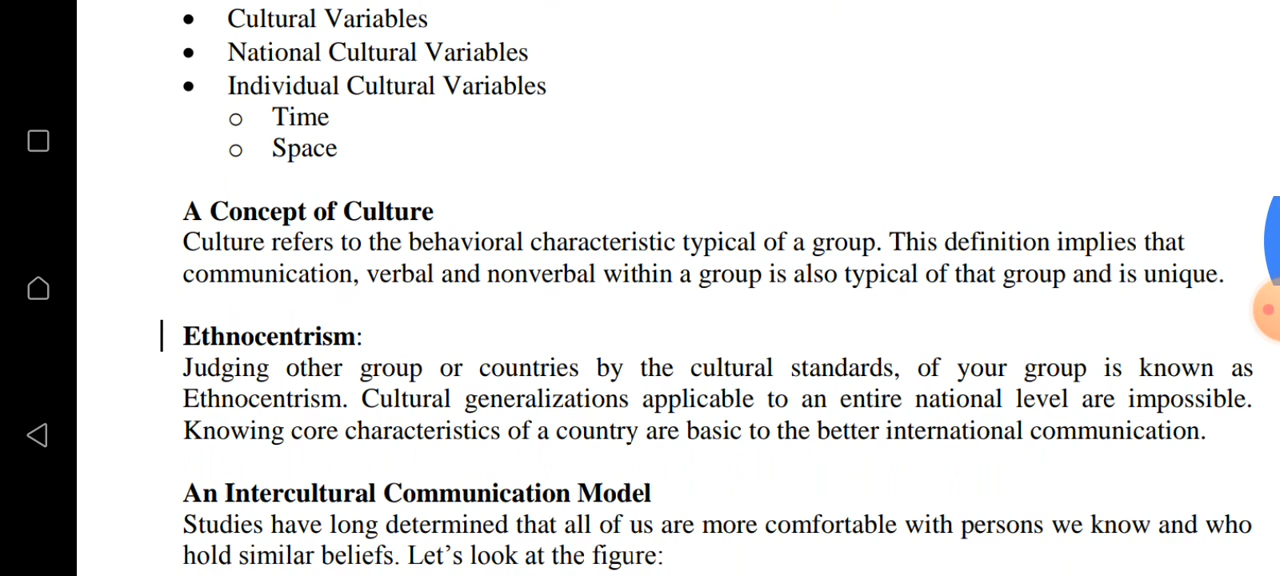 • Cultural Variables
• National Cultural Variables
• Individual Cultural Variables
o Time
o Space
A Concept of Culture
Culture refers to the behavioral characteristic typical of a group. This definition implies that
communication, verbal and nonverbal within a group is also typical of that group and is unique.
Ethnocentrism:
Judging other group or countries by the cultural standards, of your group is known as
Ethnocentrism. Cultural generalizations applicable to an entire national level are impossible.
Knowing core characteristics of a country are basic to the better international communication.
An Intercultural Communication Model
Studies have long determined that all of us are more comfortable with persons we know and who
hold similar beliefs. Let’s look at the figure: